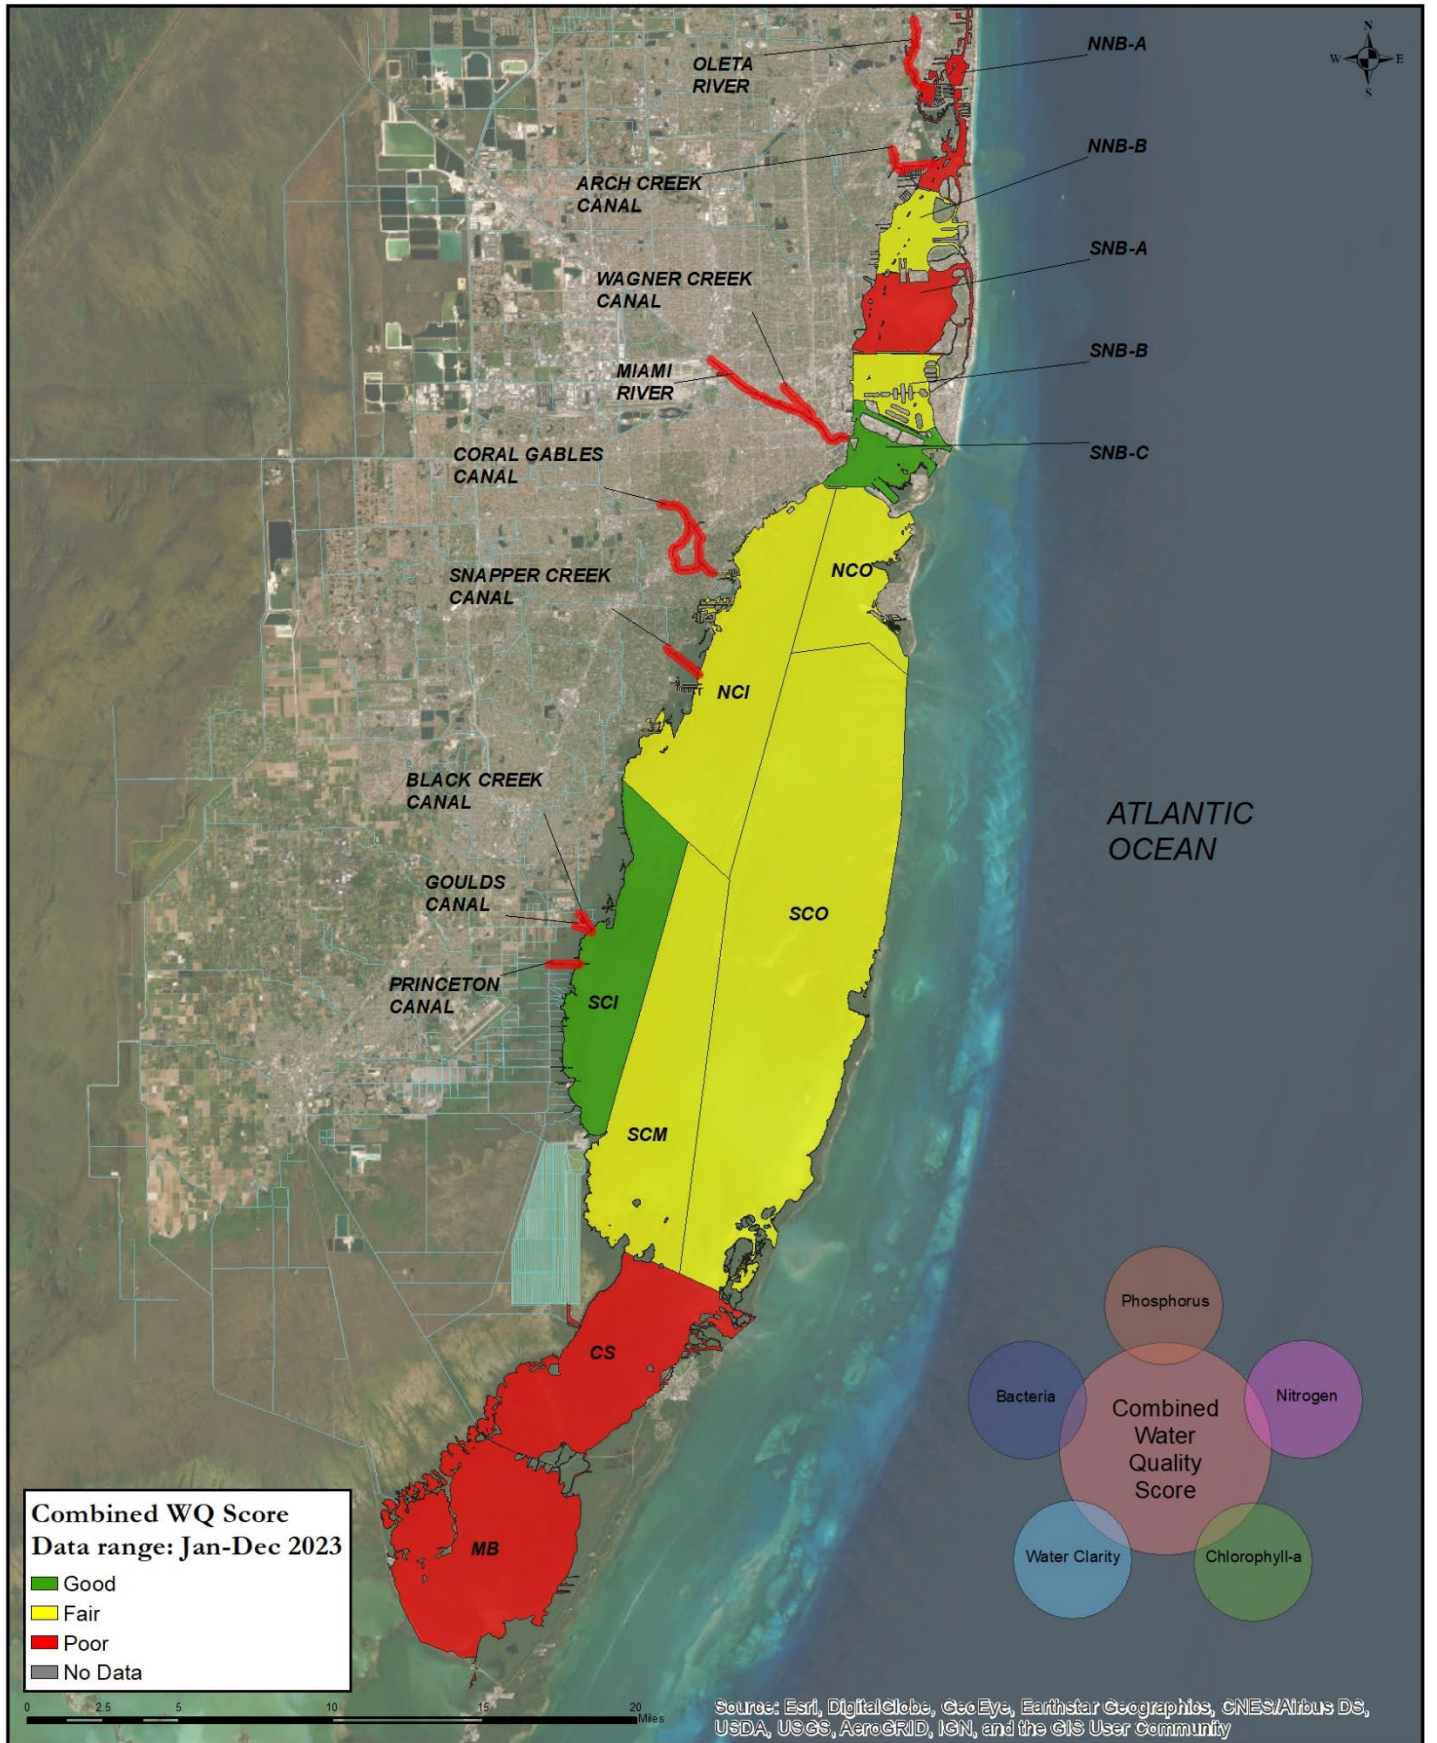 N
W E
S
OLETA
RIVER
NNB-A
NNB-B
ARCH CREEK
CANAL
SNB-A
WAGNER CREEK
CANAL
SNB-B
MIAMI
RIVER
CORAL GABLES
CANAL
SNB-C
NCO
SNAPPER CREEK
CANAL
NCI
BLACK CREEK
CANAL
ATLANTIC
OCEAN
GOULDS
CANAL
SCO
PRINCETON
CANAL
SCI
SCM
CS
MB
Phosphorus
Bacteria
Nitrogen
Combined
Water
Quality
Score
Water Clarity
Chlorophyll-a
Combined WQ Score
Data range: Jan-Dec 2023
Good
Fair
Poor
No Data
0 2.5 5 10 15 20
Miles
Source: Esri, DigitalGlobe, GeoEye, Earthstar Geographics, CNES/Airbus DS,
USDA, USGS, AeroGRID, IGN, and the GIS User Community